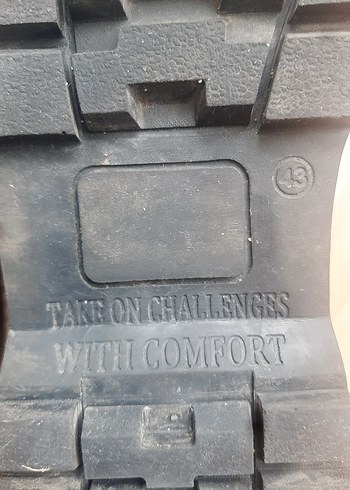 43
TAKE ON CHALLENGES
WITH COMFORT